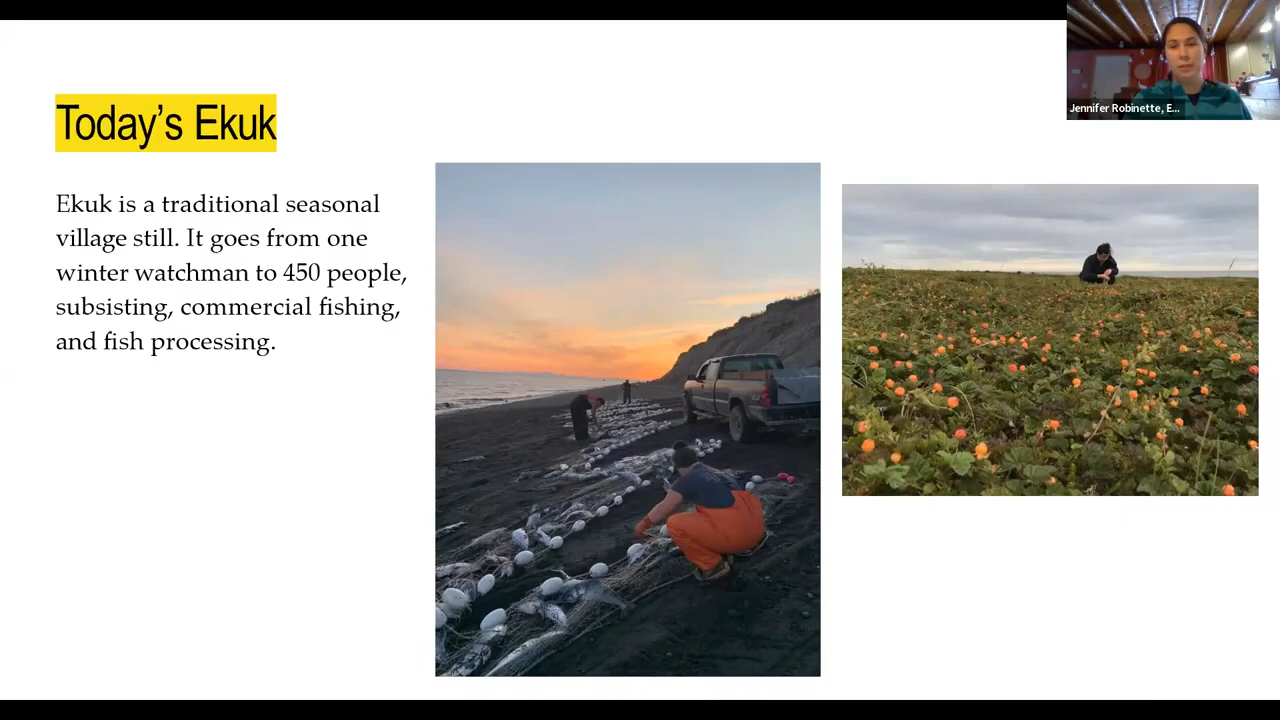 Today's Ekuk
Ekuk is a traditional seasonal
village still. It goes from one
winter watchman to 450 people,
subsisting, commercial fishing,
and fish processing.
Jennifer Robinette, E...